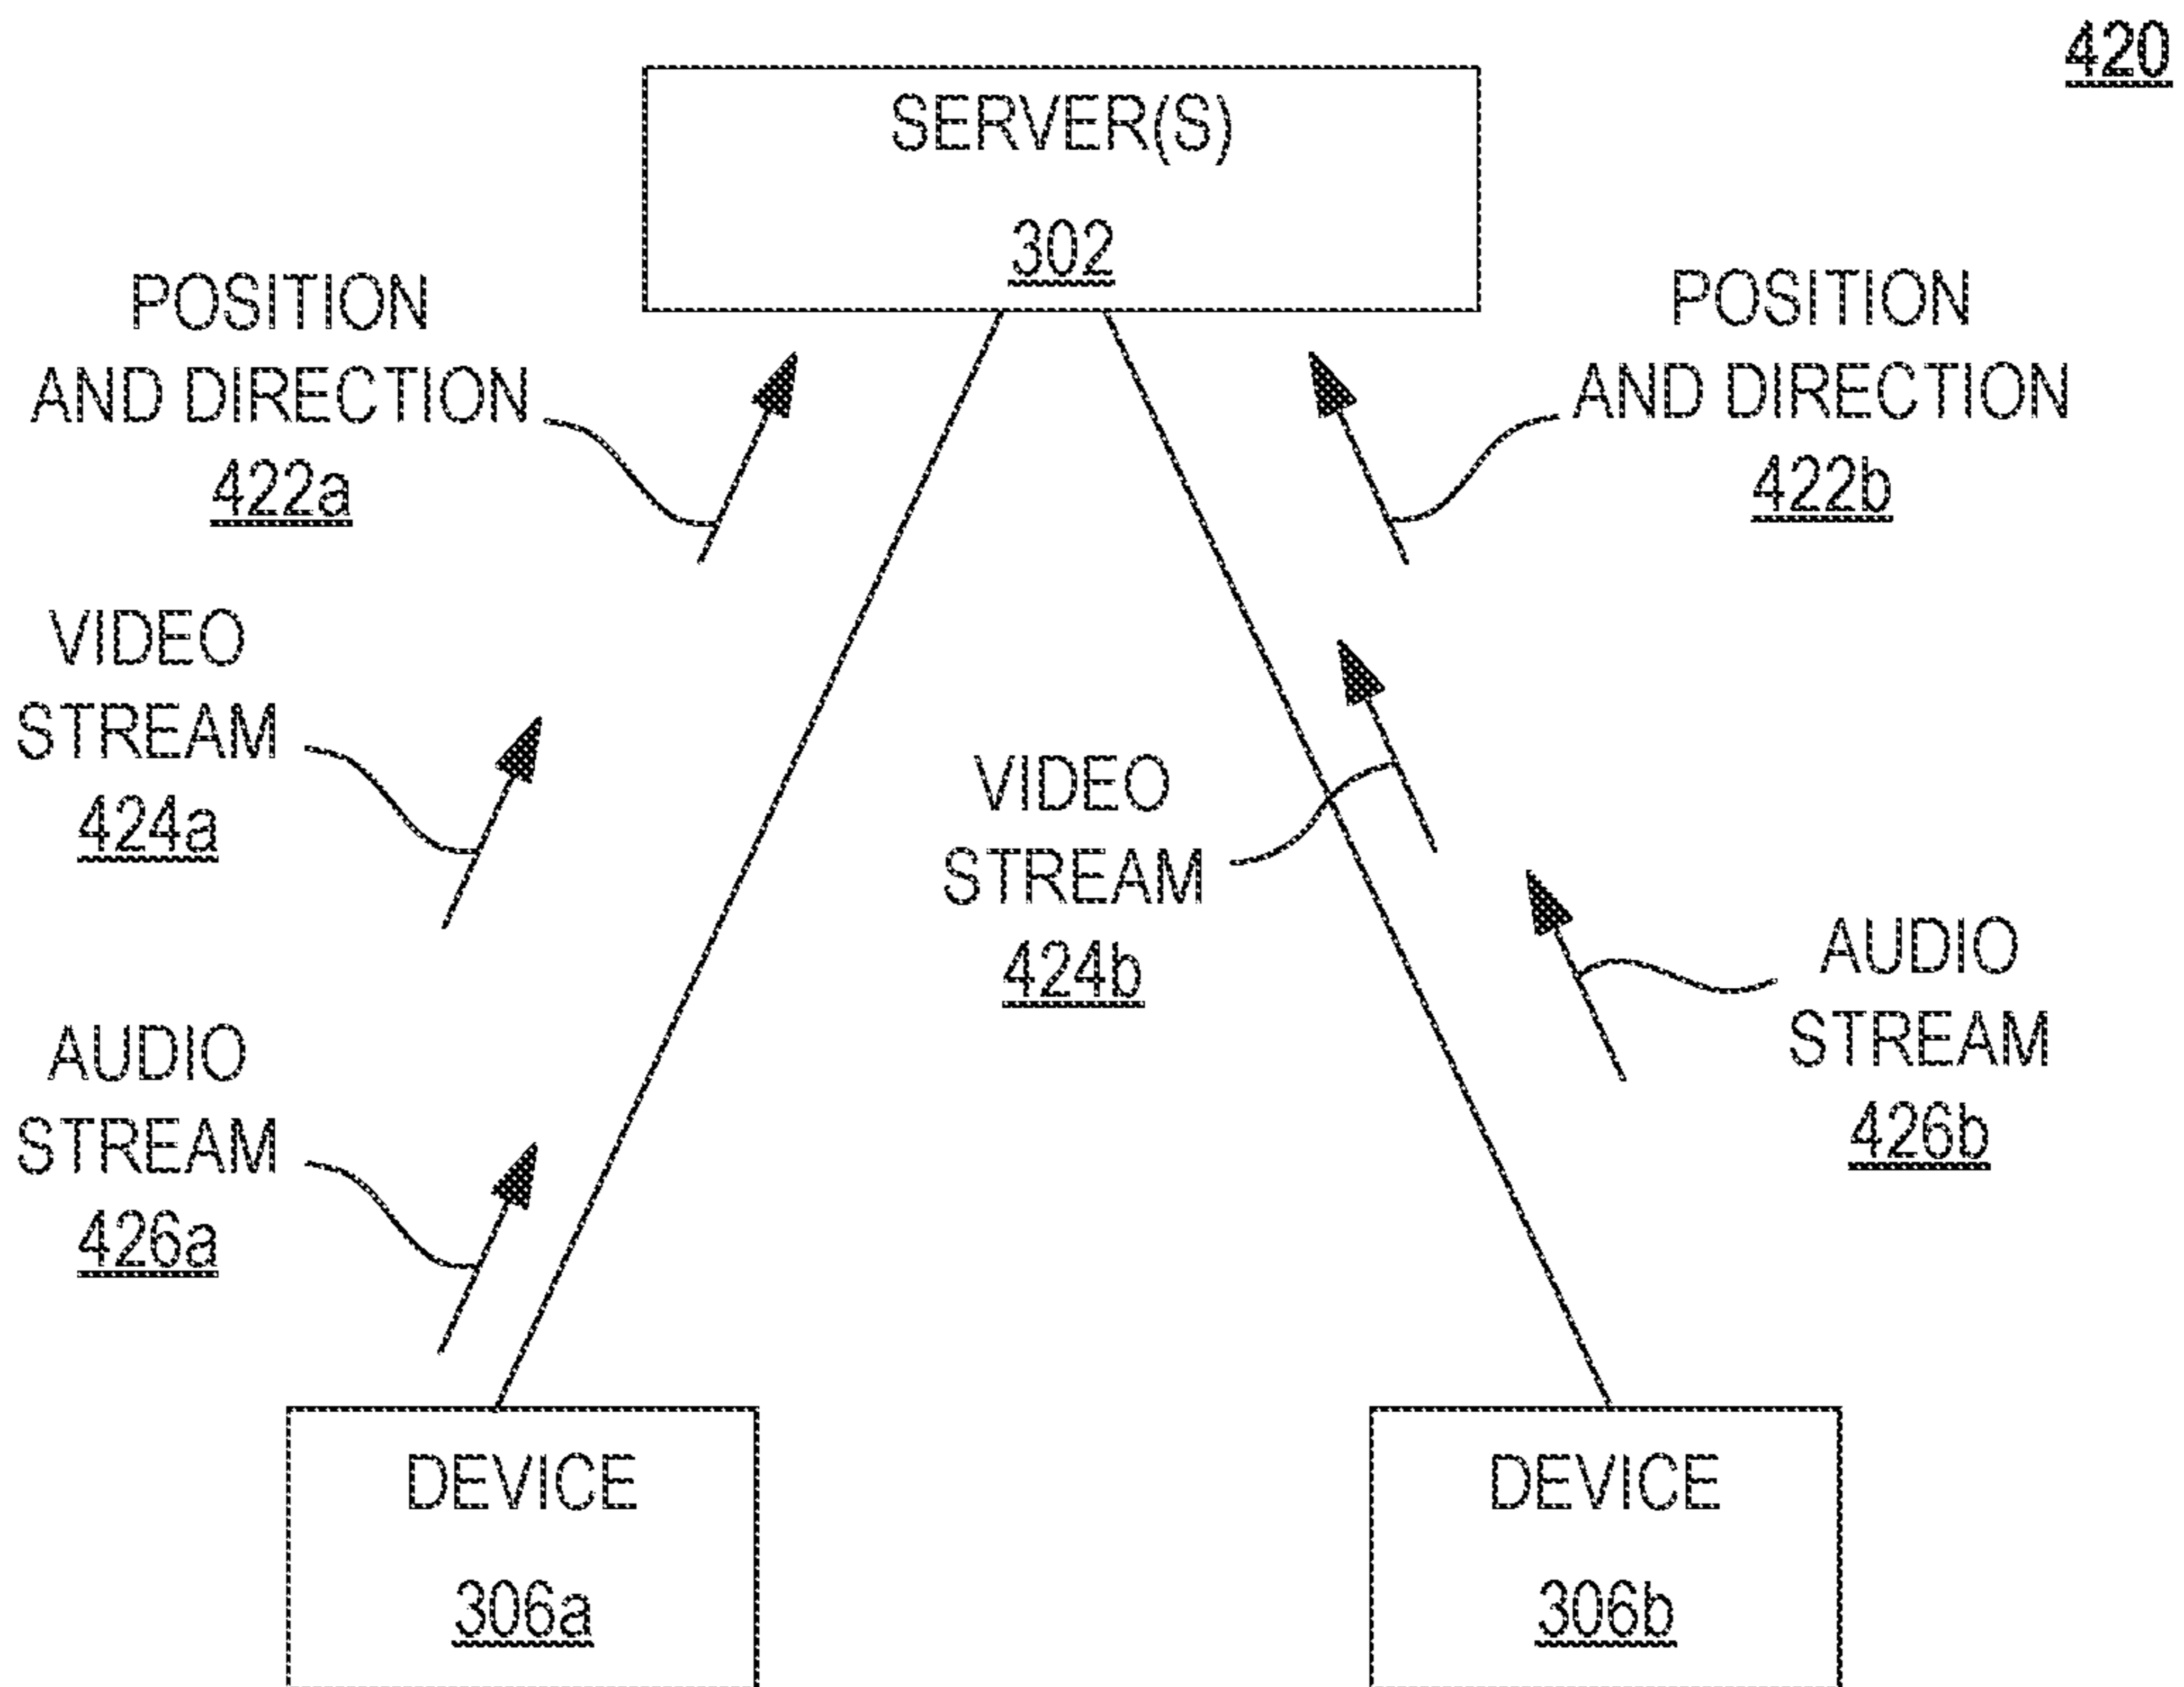 420
SERVER(S)
302
POSITION
AND DIRECTION
422a
POSITION
AND DIRECTION
422b
VIDEO
STREAM
424a
VIDEO
STREAM
424b
AUDIO
STREAM
426b
AUDIO
STREAM
426a
DEVICE
306a
DEVICE
306b